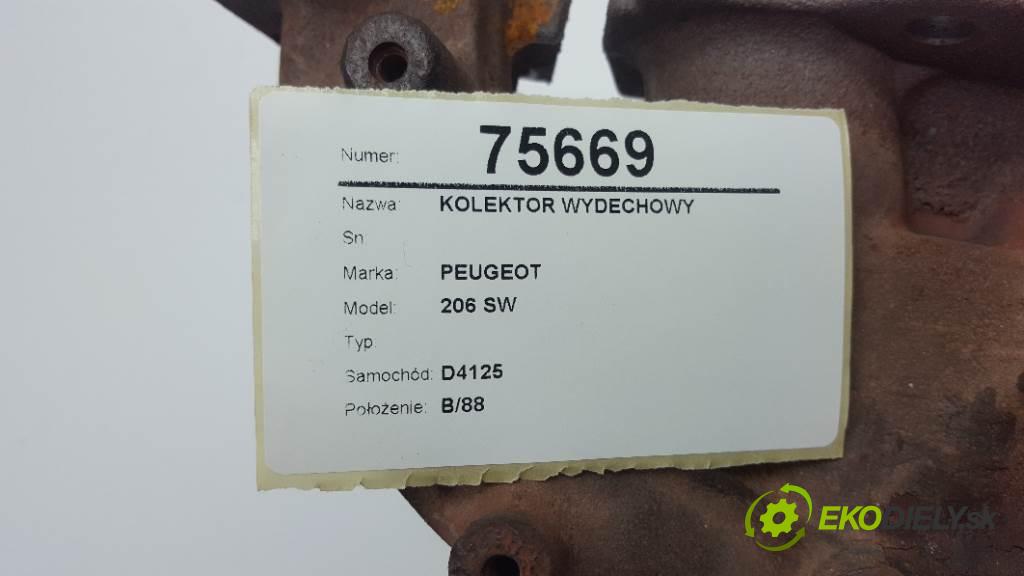 Numer: 75669
Nazwa: KOLEKTOR WYDECHOWY
Sn:
Marka: PEUGEOT
Model: 206 SW
Typ:
Samochód: D4125
Położenie: B/88
EKODIELY.sk